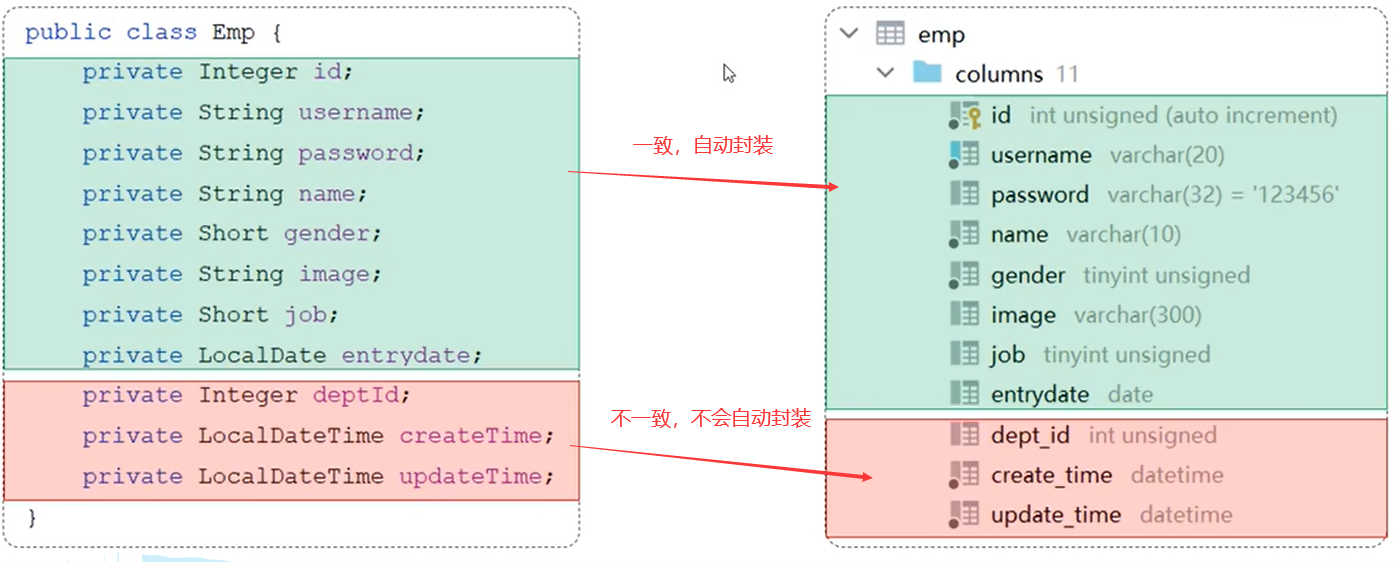 public class Emp {
private Integer id;
private String username;
private String password;
private String name;
private Short gender;
private String image;
private Short job;
private LocalDate entrydate;
private Integer deptId;
private LocalDateTime createTime;
private LocalDateTime updateTime;
}
一致，自动封装
不一致，不会自动封装
emp
columns 11
id int unsigned (auto increment)
username varchar(20)
password varchar(32) = '123456'
name varchar(10)
gender tinyint unsigned
image varchar(300)
job tinyint unsigned
entrydate date
dept_id int unsigned
create_time datetime
update_time datetime